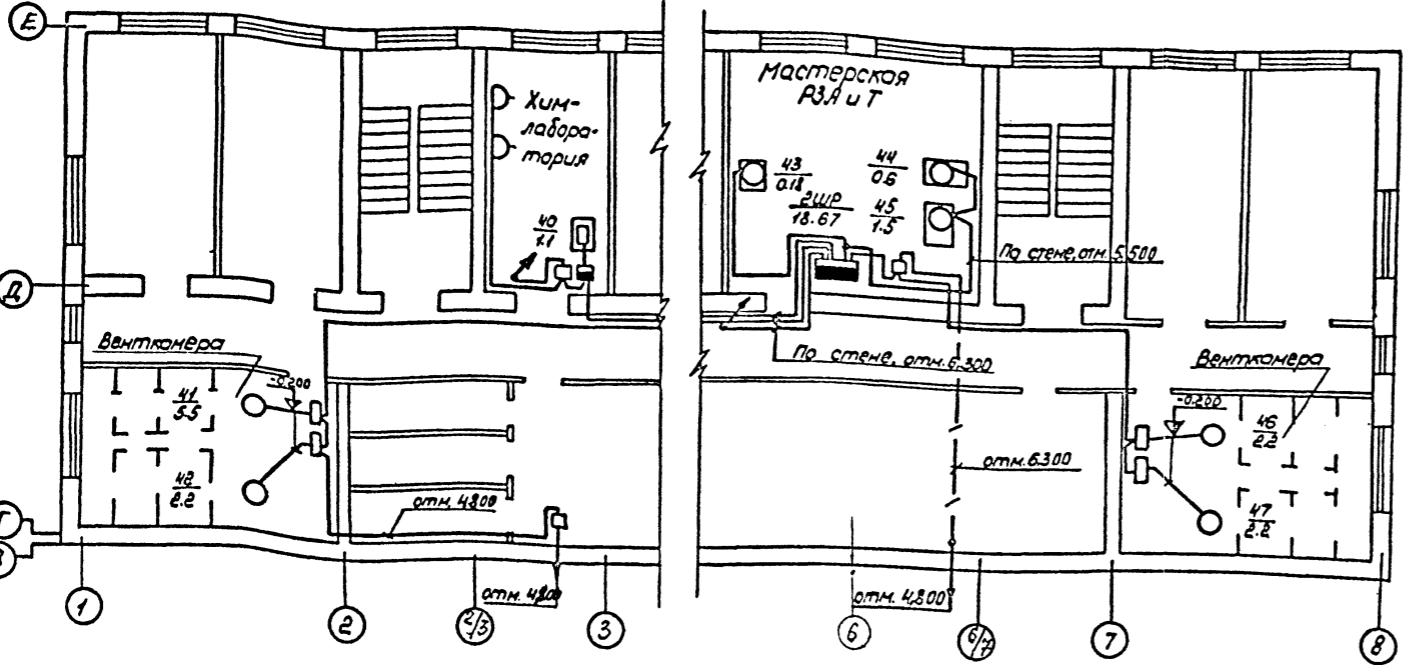 Е
Мастерская
РЗА и Т
Хим-
лабора-
тория
43
0.18
44
0.6
2ШР
18.67
45
1.5
40
1.1
По стене, отм. 5.500
Д
Венткамера
-0.200
41
5.5
42
2.2
По стене, отм. 6.300
Венткамера
-0.200
46
2.2
47
2.2
отм. 6.300
отм. 4.800
Г
отм. 4,800
отм. 4,800
1
2
2/3
3
6
6/7
7
8